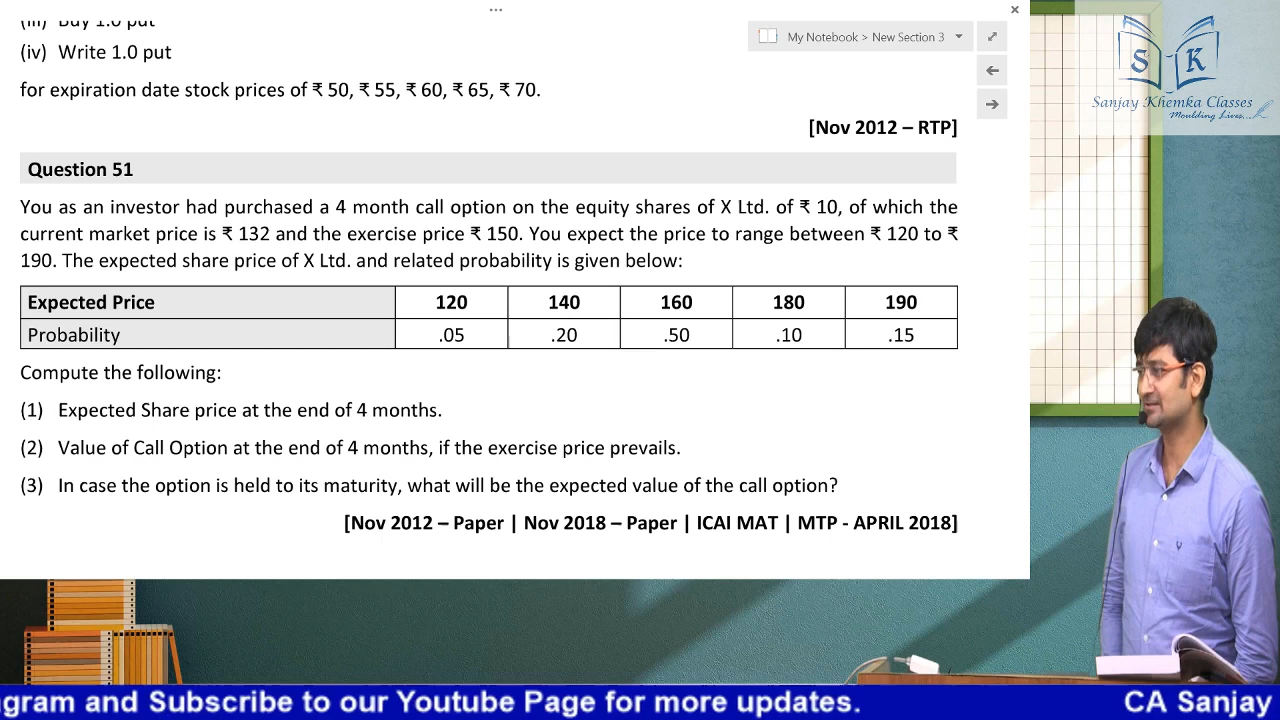 (iii) Buy 1.0 put
(iv) Write 1.0 put
for expiration date stock prices of ₹ 50, ₹ 55, ₹ 60, ₹ 65, ₹ 70.
[Nov 2012 – RTP]
My Notebook > New Section 3
S K
Sanjay Khemka Classes
Moulding Lives...
Question 51
You as an investor had purchased a 4 month call option on the equity shares of X Ltd. of ₹ 10, of which the
current market price is ₹ 132 and the exercise price ₹ 150. You expect the price to range between ₹ 120 to ₹
190. The expected share price of X Ltd. and related probability is given below:
Expected Price 120 140 160 180 190
Probability .05 .20 .50 .10 .15
Compute the following:
(1) Expected Share price at the end of 4 months.
(2) Value of Call Option at the end of 4 months, if the exercise price prevails.
(3) In case the option is held to its maturity, what will be the expected value of the call option?
[Nov 2012 – Paper | Nov 2018 – Paper | ICAI MAT | MTP - APRIL 2018]
gram and Subscribe to our Youtube Page for more updates. CA Sanjay